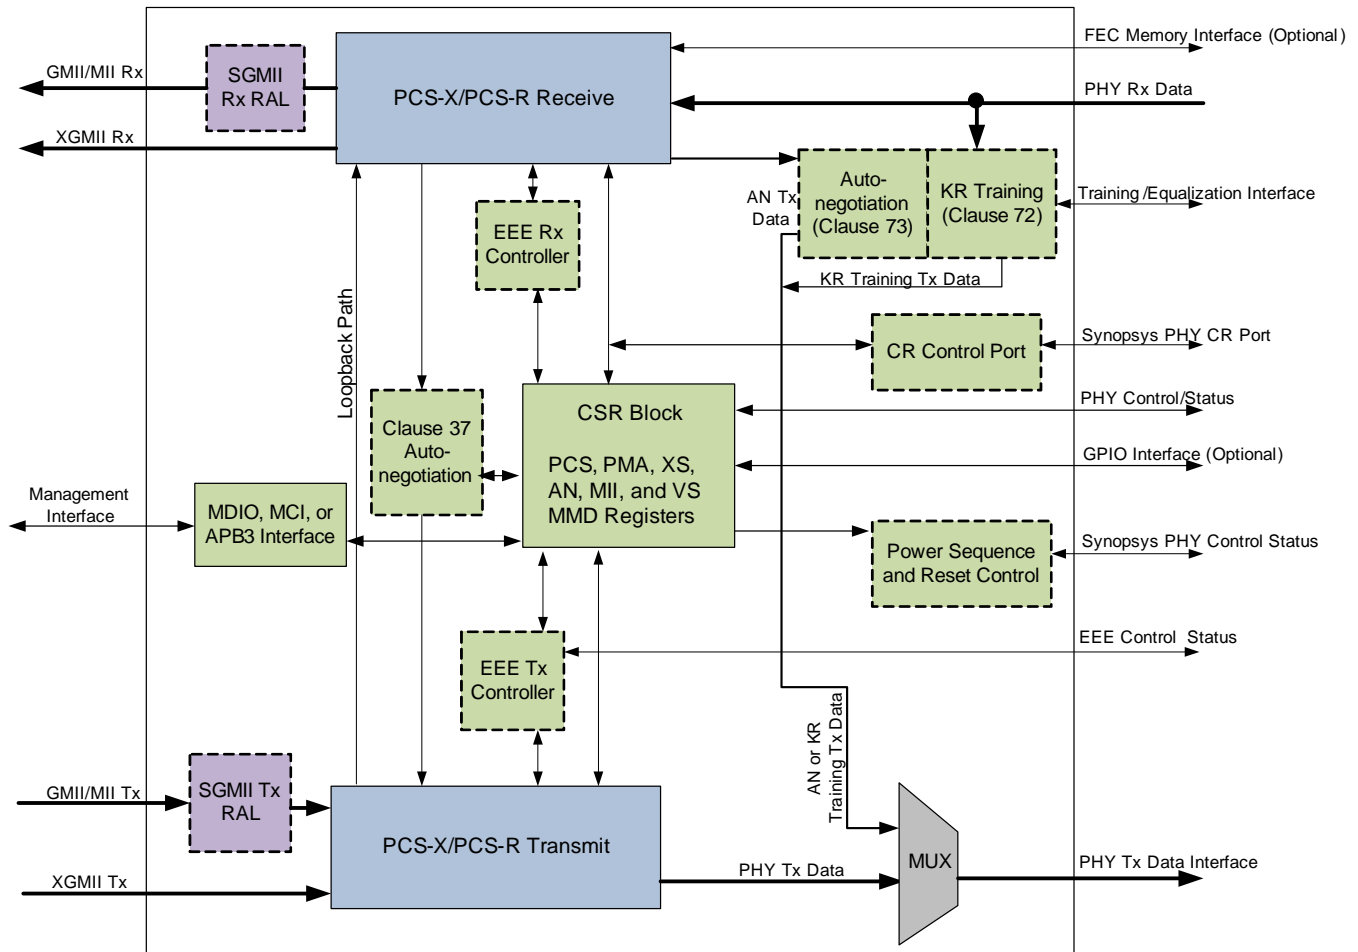 FEC Memory Interface (Optional)
GMII/MII Rx
SGMII
Rx RAL
PCS-X/PCS-R Receive
PHY Rx Data
XGMII Rx
Auto-
negotiation
(Clause 73)
KR Training
(Clause 72)
Training /Equalization Interface
AN Tx
Data
EEE Rx
Controller
KR Training Tx Data
Loopback Path
CR Control Port
Synopsys PHY CR Port
CSR Block
PCS, PMA, XS,
AN, MII, and VS
MMD Registers
PHY Control/Status
Clause 37
Auto-
negotiation
GPIO Interface (Optional)
Management
Interface
MDIO, MCI, or
APB3 Interface
Power Sequence
and Reset Control
Synopsys PHY Control Status
EEE Tx
Controller
EEE Control Status
AN or KR
Training Tx Data
GMII/MII Tx
SGMII Tx
RAL
PCS-X/PCS-R Transmit
MUX
PHY Tx Data
PHY Tx Data Interface
XGMII Tx